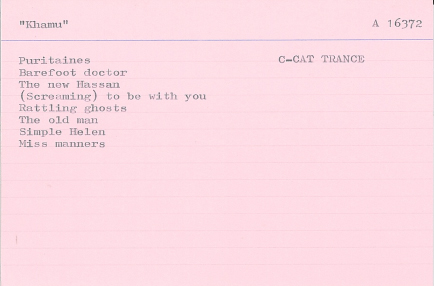 "Khamu" A 16372
Puritaines C-CAT TRANCE
Barefoot doctor
The new Hassan
(Screaming) to be with you
Rattling ghosts
The old man
Simple Helen
Miss manners